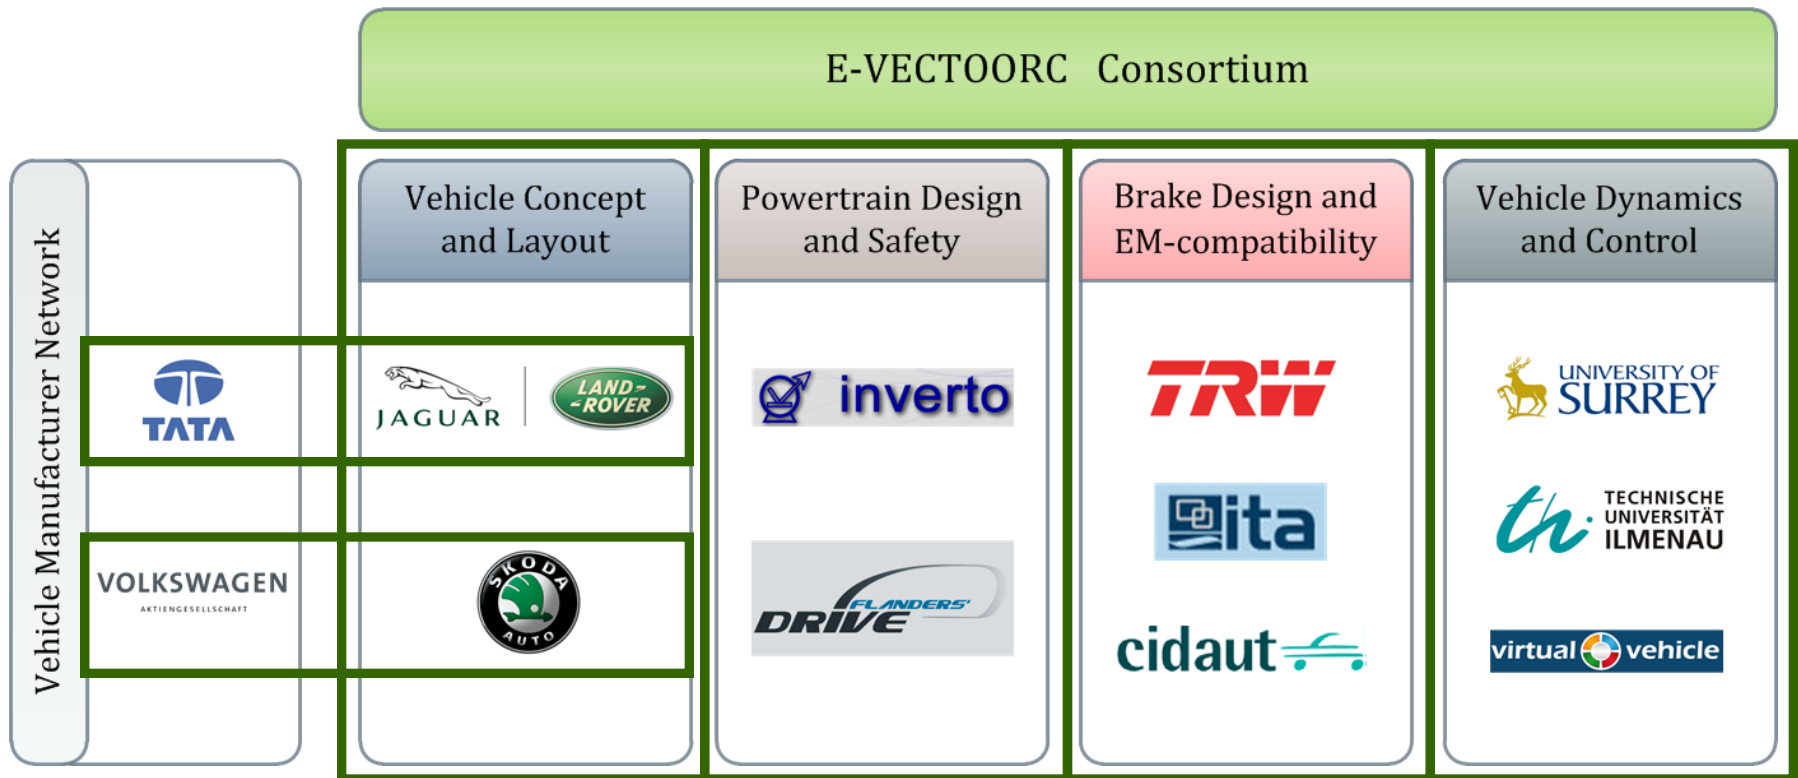 E-VECTOORC Consortium
Vehicle Manufacturer Network
TATA
VOLKSWAGEN
AKTIENGESELLSCHAFT
Vehicle Concept
and Layout
JAGUAR
LAND-
-ROVER
SKODA
AUTO
Powertrain Design
and Safety
inverto
FLANDERS'
DRIVE
Brake Design and
EM-compatibility
TRW
ita
cidaut
Vehicle Dynamics
and Control
UNIVERSITY OF
SURREY
th
TECHNISCHE
UNIVERSITÄT
ILMENAU
virtual vehicle